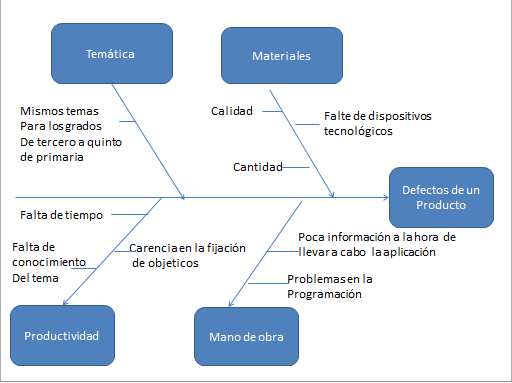 Temática
Materiales
Mismos temas
Para los grados
De tercero a quinto
de primaria
Calidad
Falte de dispositivos
tecnológicos
Cantidad
Defectos de un
Producto
Falta de tiempo
Falta de
conocimiento
Del tema
Carencia en la fijación
de objeticos
Poca información a la hora de
llevar a cabo la aplicación
Problemas en la
Programación
Productividad
Mano de obra